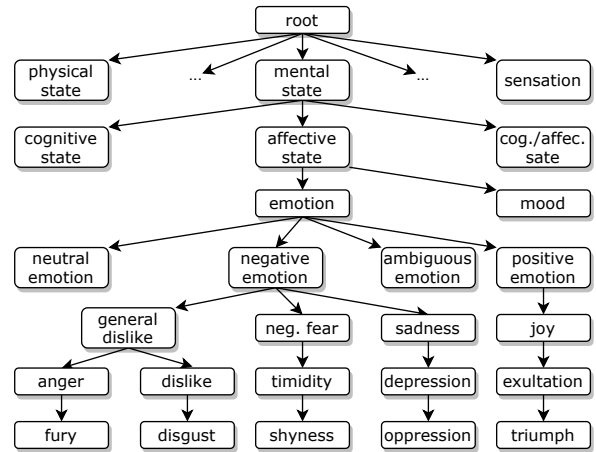 root
physical
state
...
mental
state
...
sensation
cognitive
state
affective
state
cog./affec.
sate
emotion
mood
neutral
emotion
negative
emotion
ambiguous
emotion
positive
emotion
general
dislike
neg. fear
sadness
joy
anger
dislike
timidity
depression
exultation
fury
disgust
shyness
oppression
triumph